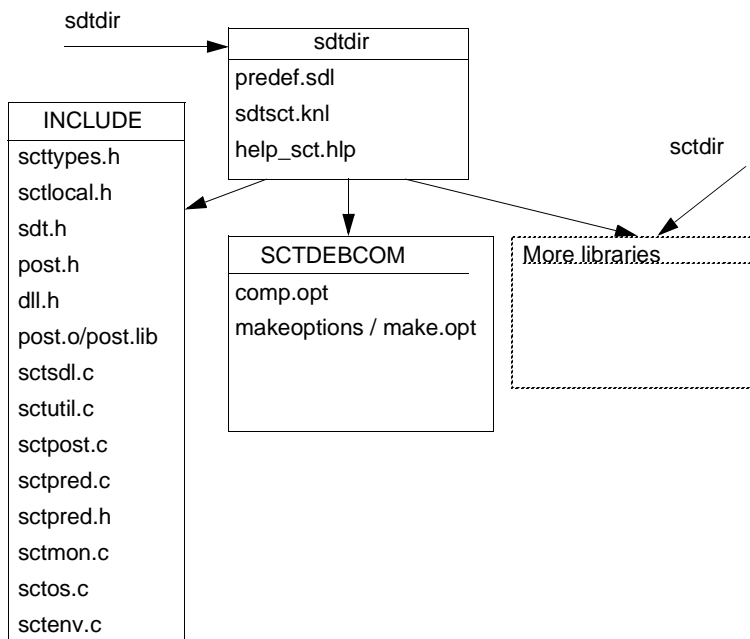 sdtdir
sdtdir
predef.sdl
sdtsct.knl
help_sct.hlp
INCLUDE
scttypes.h
sctlocal.h
sdt.h
post.h
dll.h
post.o/post.lib
sctsdl.c
sctutil.c
sctpost.c
sctpred.c
sctpred.h
sctmon.c
sctos.c
sctenv.c
SCTDEBCOM
comp.opt
makeoptions / make.opt
sctdir
More libraries